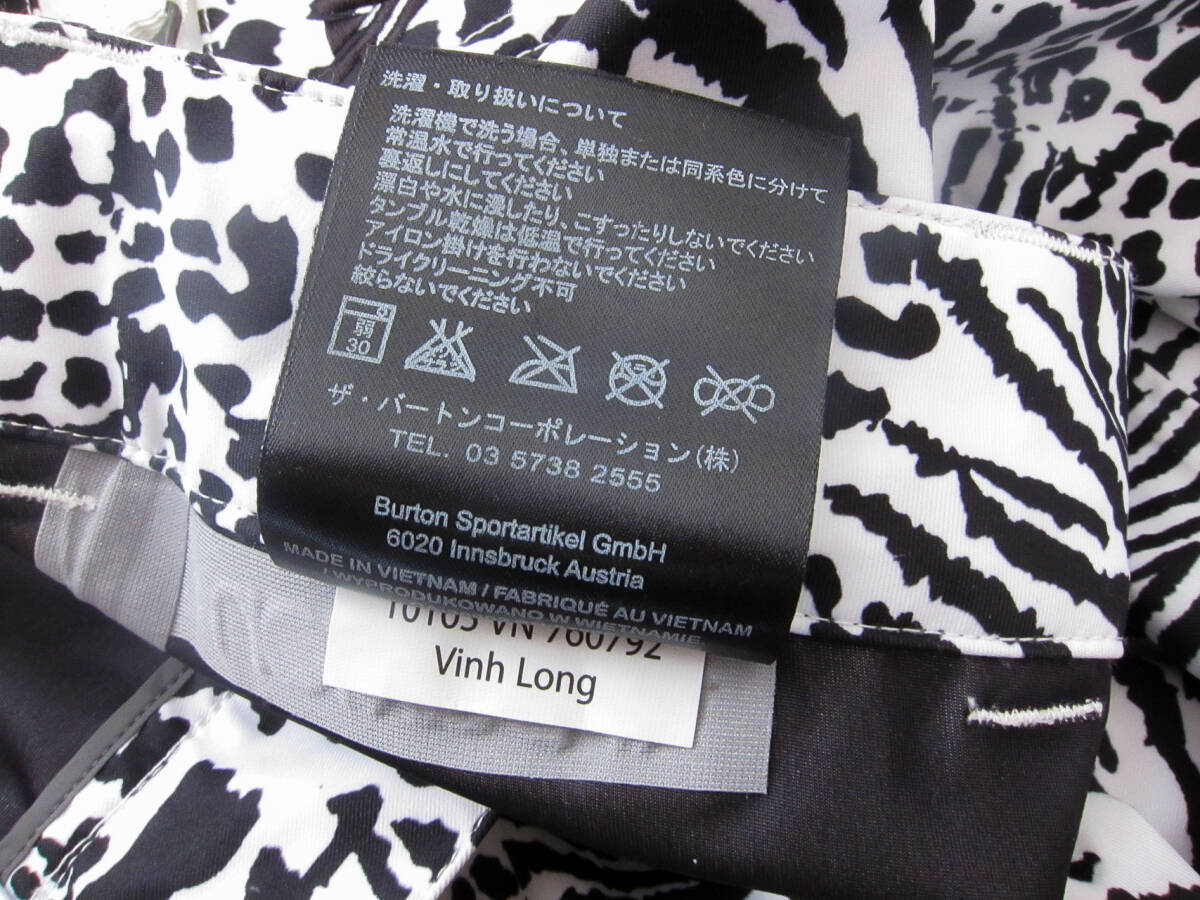 洗濯・取り扱いについて
洗濯機で洗う場合、単独または同系色に分けて
常温水で行ってください
裏返しにしてください
漂白や水に浸したり、こすったりしないでください
タンブル乾燥は低温で行ってください
アイロン掛けを行わないでください
ドライクリーニング不可
絞らないでください
弱
30
ザ・バートンコーポレーション(株)
TEL. 03 5738 2555
Burton Sportartikel GmbH
6020 Innsbruck Austria
MADE IN VIETNAM / FABRIQUÉ AU VIETNAM
/ WYPRODUKOWANO W WIETNAMIE
10105 VN 760792
Vinh Long